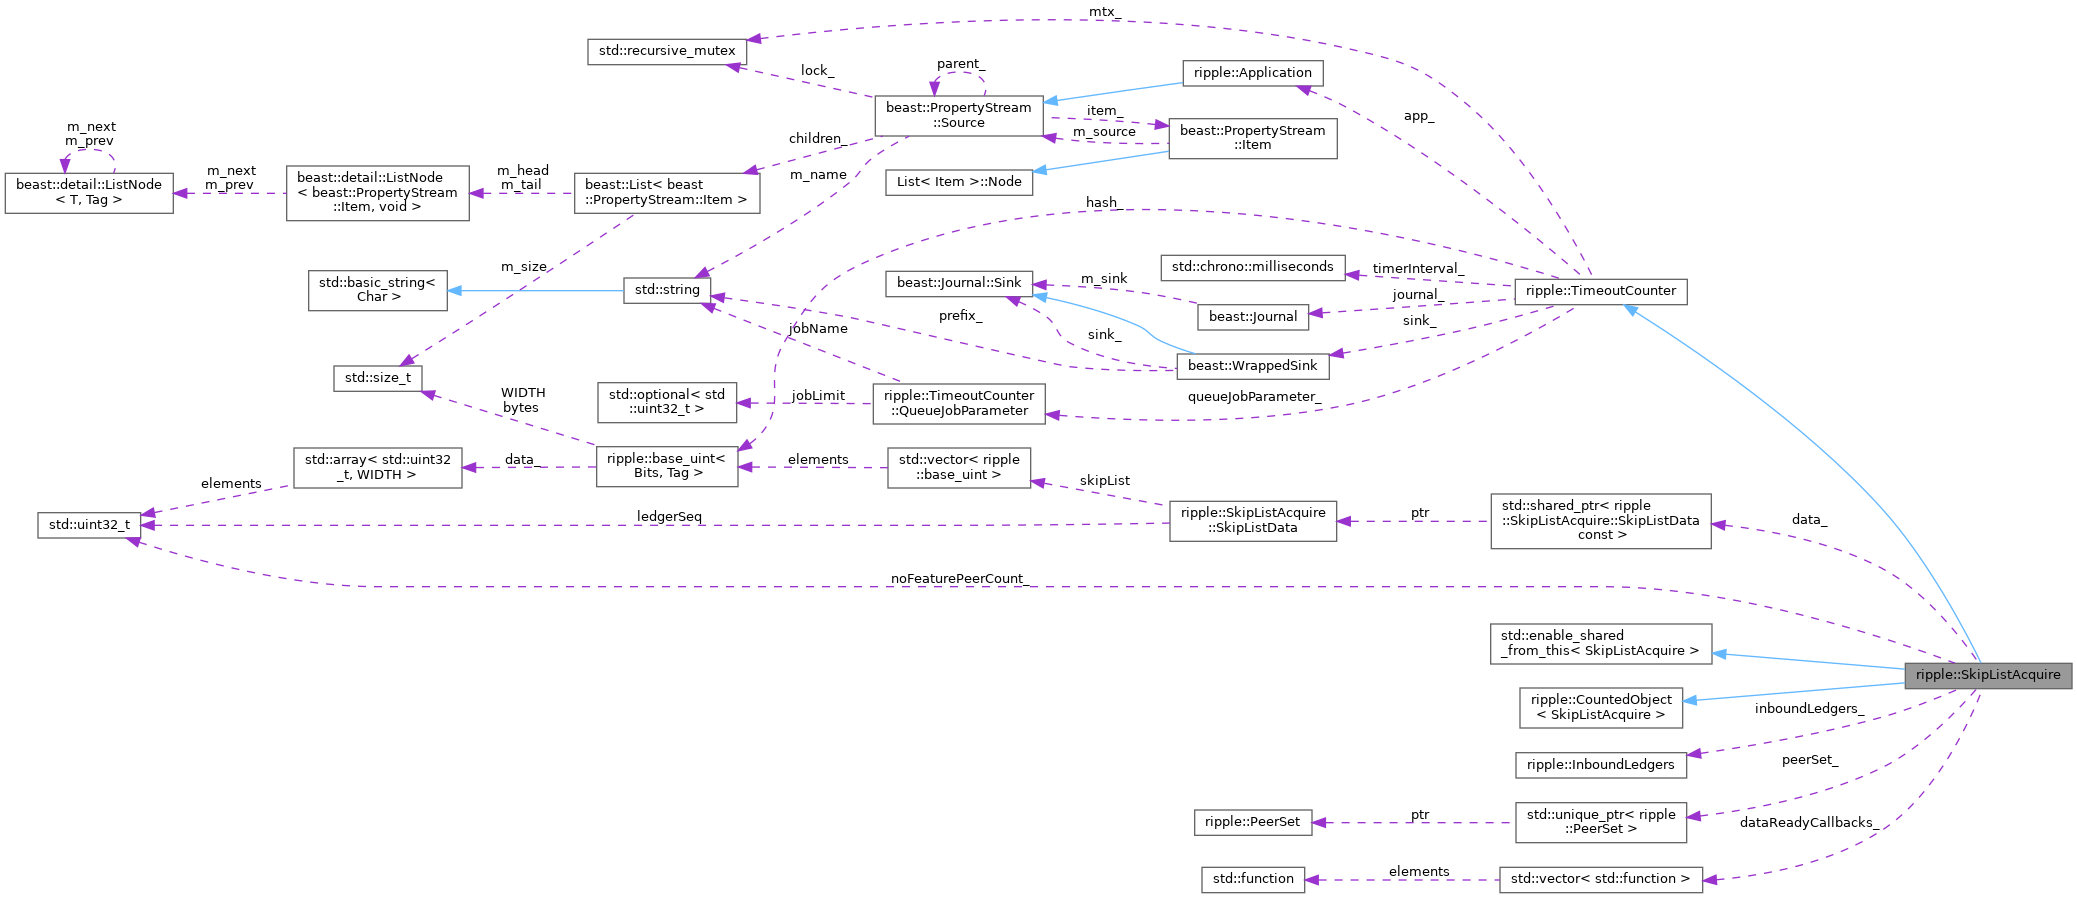 mtx_
std::recursive_mutex
lock_
parent_
ripple::Application
beast::PropertyStream
::Source
item_
m_source
app_
beast::PropertyStream
::Item
m_next
m_prev
children_
m_name
List< Item >::Node
beast::detail::ListNode
< T, Tag >
m_next
m_prev
beast::detail::ListNode
< beast::PropertyStream
::Item, void >
m_head
m_tail
beast::List< beast
::PropertyStream::Item >
hash_
m_size
std::basic_string<
Char >
std::string
beast::Journal::Sink
m_sink
std::chrono::milliseconds
timerInterval_
ripple::TimeoutCounter
journal_
beast::Journal
prefix_
sink_
sink_
jobName
beast::WrappedSink
std::size_t
WIDTH
bytes
std::optional< std
::uint32_t >
jobLimit
ripple::TimeoutCounter
::QueueJobParameter
queueJobParameter_
std::array< std::uint32
_t, WIDTH >
data_
ripple::base_uint<
Bits, Tag >
elements
std::vector< ripple
::base_uint >
skipList
elements
std::uint32_t
ledgerSeq
ripple::SkipListAcquire
::SkipListData
ptr
std::shared_ptr< ripple
::SkipListAcquire::SkipListData
const >
data_
noFeaturePeerCount_
std::enable_shared
_from_this< SkipListAcquire >
ripple::SkipListAcquire
ripple::CountedObject
< SkipListAcquire >
inboundLedgers_
ripple::InboundLedgers
peerSet_
ripple::PeerSet
ptr
std::unique_ptr< ripple
::PeerSet >
dataReadyCallbacks_
std::function
elements
std::vector< std::function >